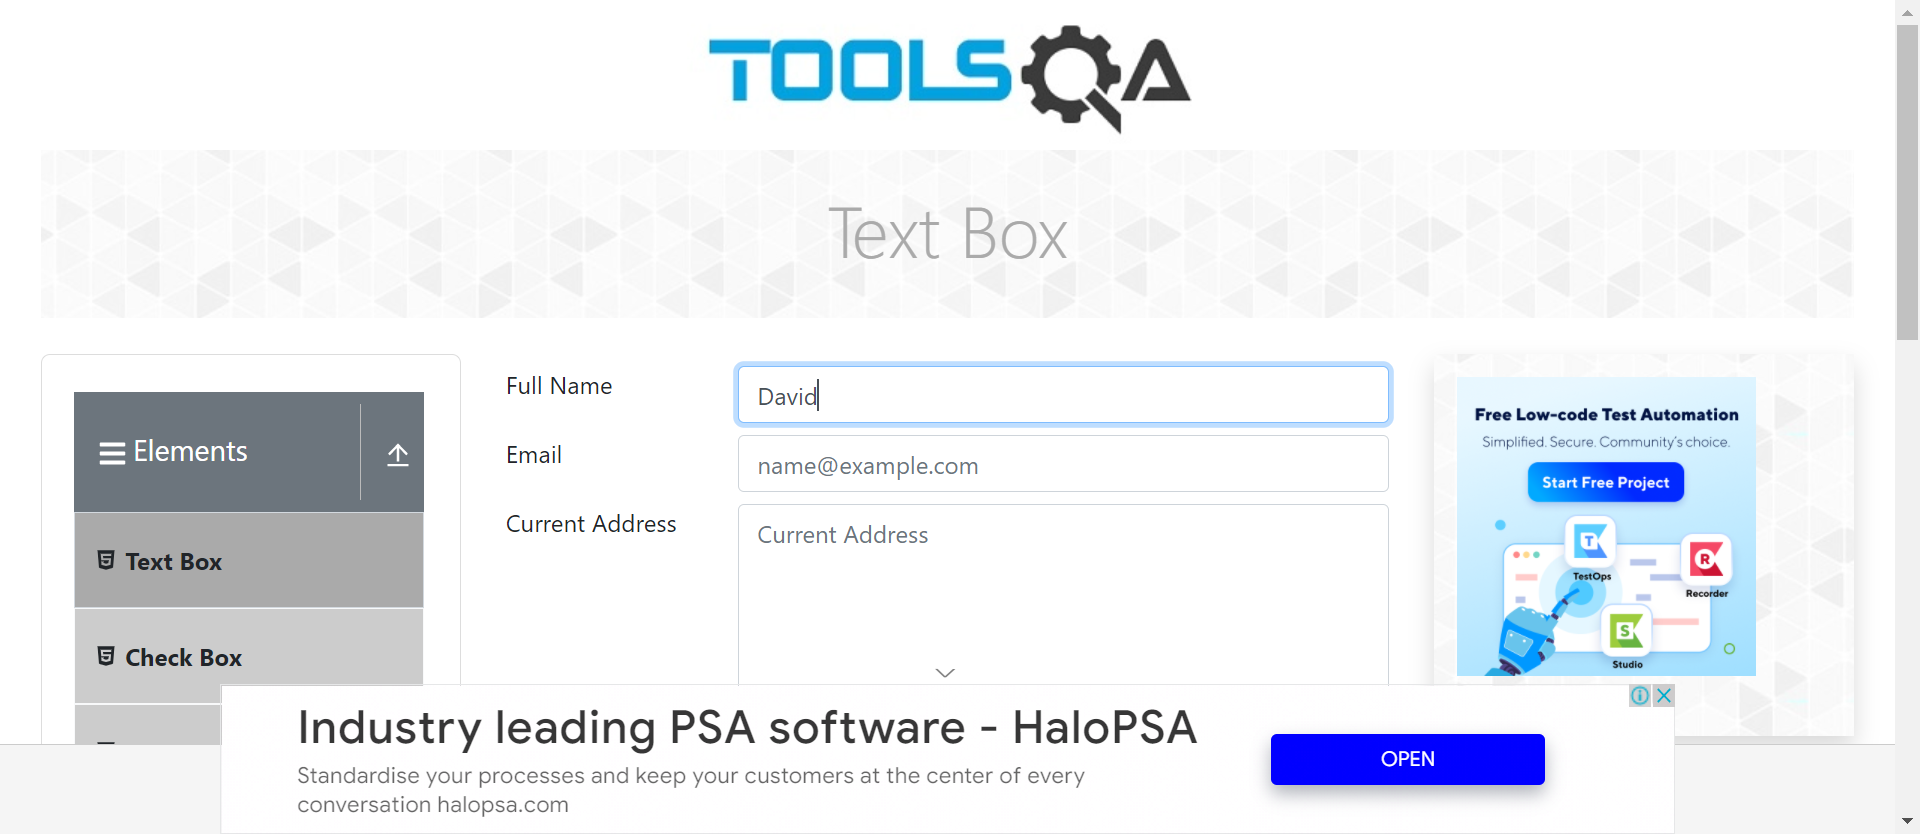 TOOLSQA
Text Box
Elements
Text Box
Check Box
Full Name
David
Email
name@example.com
Current Address
Current Address
Free Low-code Test Automation
Simplified. Secure. Community's choice.
Start Free Project
TestOps
Recorder
Studio
Industry leading PSA software - HaloPSA
Standardise your processes and keep your customers at the center of every
conversation halopsa.com
OPEN